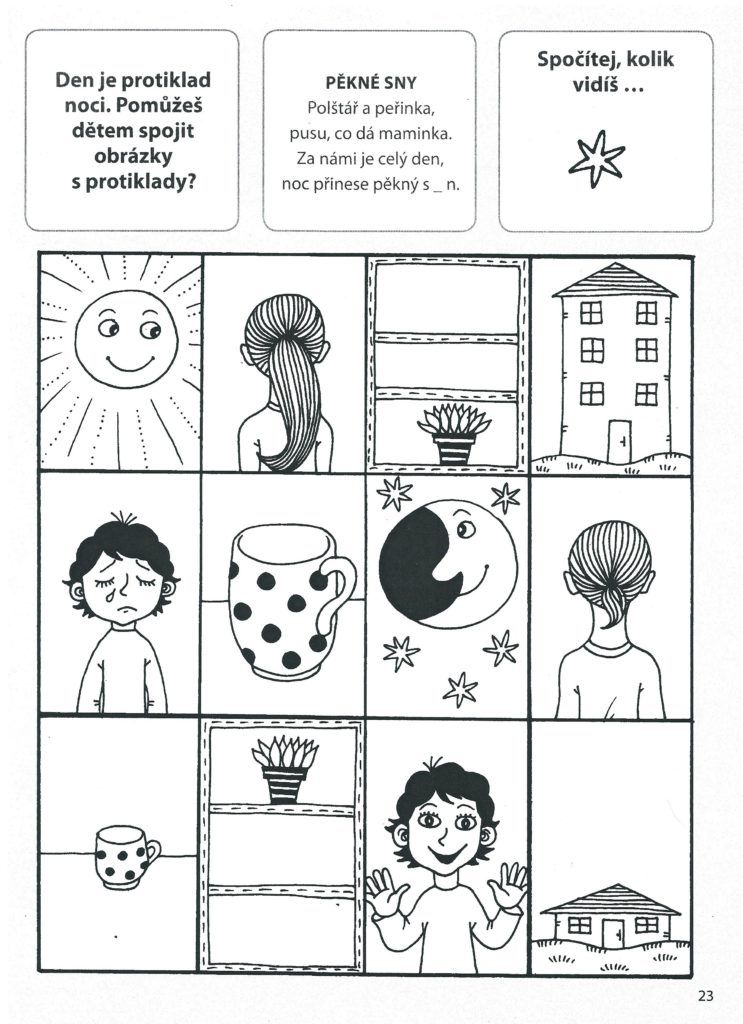 Den je protiklad
noci. Pomůžeš
dětem spojit
obrázky
s protiklady?
PĚKNÉ SNY
Polštář a peřinka,
pusu, co dá maminka.
Za námi je celý den,
noc přinese pěkný s _ n.
Spočítej, kolik
vidíš ...
23